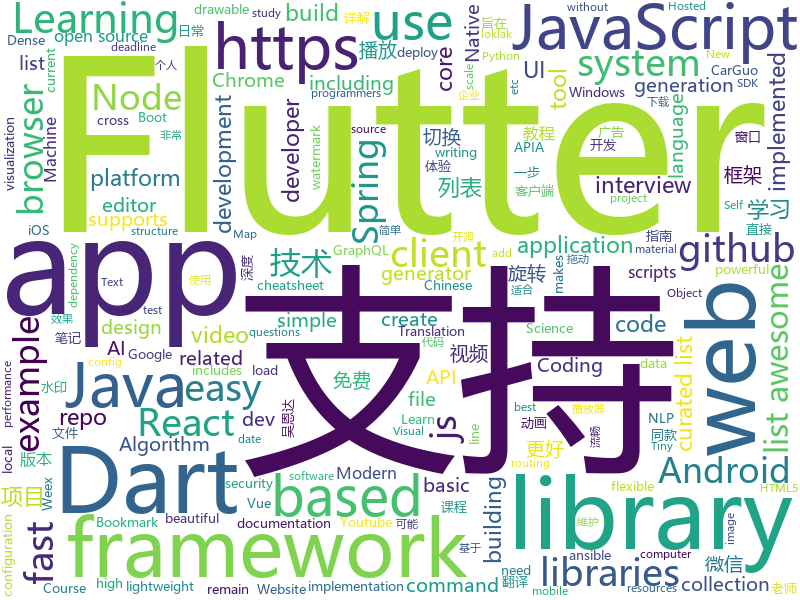 Learning
Flutter
https
use
JavaScript
drawable
Hosted
study
loklak
without
日常
详解
旨在
Dense
open source
build
播放
deploy
Native
Python
New
deadline
个人
list
current
core
etc
programmers
CarGuo
scale
企业
Chrome
including
UI
system
Windows
SDK
Node
tool
generation
Boot
下载
cross
browser
developer
development
Spring
切换
教程
writing
APIA
广告
窗口
visualization
Machine
watermark
source
language
implemented
非常
体验
一步
开发
platform
列表
interview
框架
editor
supports
客户端
project
Self
iOS
学习
指南
直接
app
支持
client
application
github
技术
dependency
structure
Map
深度
GraphQL
简单
开源
add
material
拖动
generator
旋转
scripts
powerful
使用
Text
test
cheatsheet
Chinese
makes
Object
适合
video
simple
create
code
web
效果
design
questions
Translation
Science
代码
笔记
AI
Google
related
视频
API
data
config
includes
load
Coding
curated list
list awesome
example
Java
easy
免费
file
NLP
文件
水印
repo
dev
吴恩达
js
best
播放器
同款
Tiny
performance
React
动画
Learn
Visual
流畅
line
routing
Algorithm
版本
Modern
security
local
date
更好
building
Android
项目
Dart
based
library
Vue
Weex
课程
Bookmark
basic
Youtube
可能
HTML5
flexible
fast
framework
libraries
configuration
beautiful
documentation
基于
ansible
维护
image
Course
high
lightweight
implementation
command
翻译
need
computer
微信
collection
Website
remain
software
mobile
resources
老师